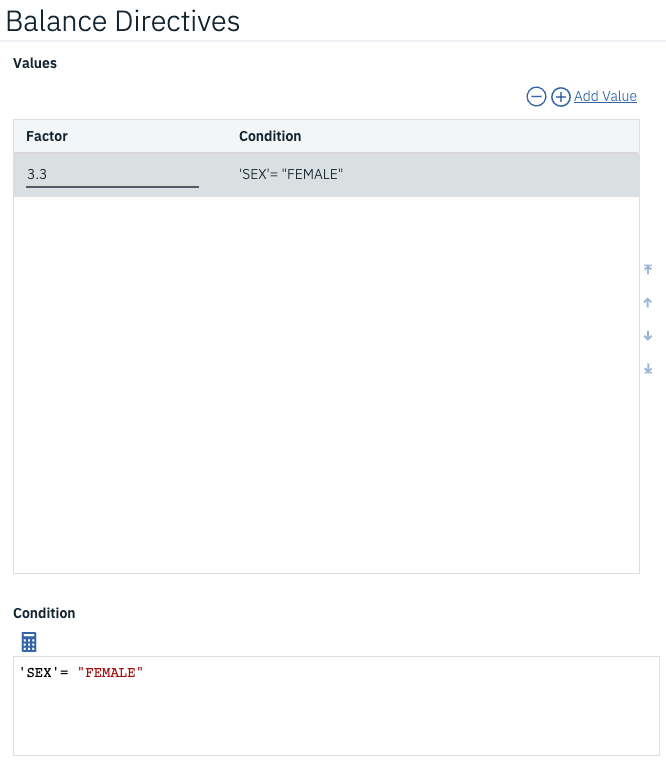 Balance Directives
Values
Add Value
Factor Condition
3.3 'SEX'= "FEMALE"
Condition
'SEX'= "FEMALE"